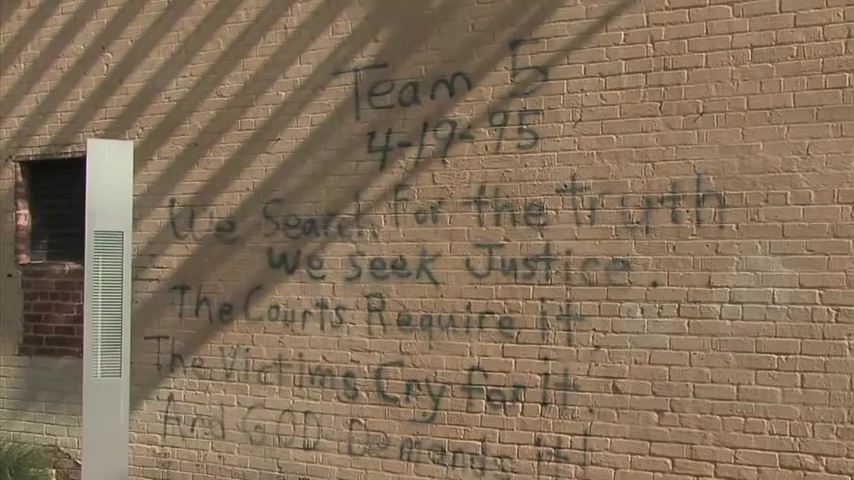 Team 5
4-19-95
We Search For the truth
We seek Justice.
The Courts Require it.
The Victims Cry for It.
And GOD Demands It!